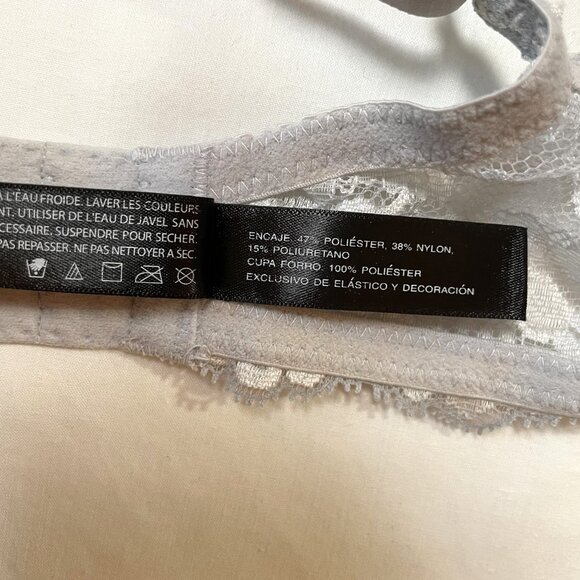 À L'EAU FROIDE. LAVER LES COULEURS
NT. UTILISER DE L'EAU DE JAVEL SANS
CESSAIRE. SUSPENDRE POUR SÉCHER.
PAS REPASSER. NE PAS NETTOYER A SEC.
ENCAJE: 47% POLIÉSTER, 38% NYLON,
15% POLIURETANO
CUPA FORRO: 100% POLIÉSTER
EXCLUSIVO DE ELÁSTICO Y DECORACIÓN